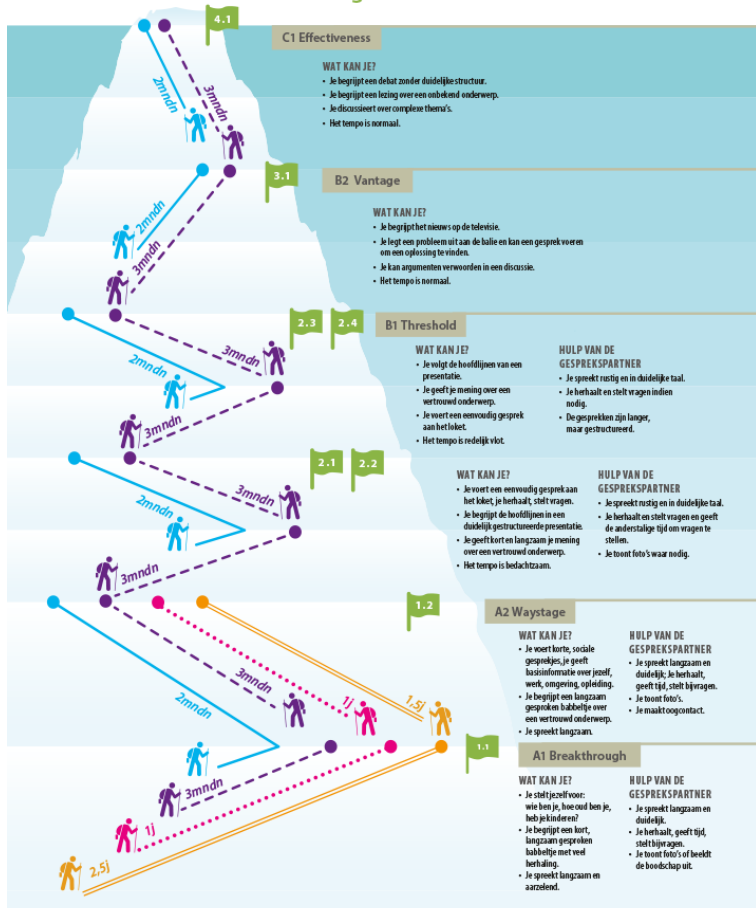 4.1
C1 Effectiveness
WAT KAN JE?
• Je begrijpt een debat zonder duidelijke structuur.
• Je begrijpt een lezing over een onbekend onderwerp.
• Je discussieert over complexe thema's.
• Het tempo is normaal.
2mndn
3mndn
3.1
B2 Vantage
WAT KAN JE?
• Je begrijpt het nieuws op de televisie.
• Je legt een probleem uit aan de balie en kan een gesprek voeren
om een oplossing te vinden.
• Je kan argumenten verwoorden in een discussie.
• Het tempo is normaal.
2mndn
3mndn
2.3
2.4
B1 Threshold
WAT KAN JE?
• Je volgt de hoofdlijnen van een
presentatie.
• Je geeft je mening over een
vertrouwd onderwerp.
• Je voert een eenvoudig gesprek
aan het loket.
• Het tempo is redelijk vlot.
HULP VAN DE
GESPREKSPARTNER
• Je spreekt rustig en in duidelijke taal.
• Je herhaalt en stelt vragen indien
nodig.
• De gesprekken zijn langer,
maar gestructureerd.
3mndn
2mndn
3mndn
2.1
2.2
WAT KAN JE?
• Je voert een eenvoudig gesprek aan
het loket, je herhaalt, stelt vragen.
• Je begrijpt de hoofdlijnen in een
duidelijk gestructureerde presentatie.
• Je geeft kort en langzaam je mening
over een vertrouwd onderwerp.
• Het tempo is bedachtzaam.
HULP VAN DE
GESPREKSPARTNER
• Je spreekt rustig en in duidelijke taal.
• Je herhaalt en stelt vragen en geeft
de anderstalige tijd om vragen te
stellen.
• Je toont foto's waar nodig.
3mndn
2mndn
3mndn
1.2
A2 Waystage
WAT KAN JE?
• Je voert korte, sociale
gesprekjes, je geeft
basisinformatie over jezelf,
werk, omgeving, opleiding.
• Je begrijpt een langzaam
gesproken babbeltje over
een vertrouwd onderwerp.
• Je spreekt langzaam.
HULP VAN DE
GESPREKSPARTNER
• Je spreekt langzaam en
duidelijk; Je herhaalt,
geeft tijd, stelt bijvragen.
• Je toont foto's.
• Je maakt oogcontact.
3mndn
2mndn
1j
1,5j
1.1
A1 Breakthrough
WAT KAN JE?
• Je stelt jezelf voor:
wie ben je, hoe oud ben je,
heb je kinderen?
• Je begrijpt een kort,
langzaam gesproken
babbeltje met veel
herhaling.
• Je spreekt langzaam en
aarzelend.
HULP VAN DE
GESPREKSPARTNER
• Je spreekt langzaam en
duidelijk.
• Je herhaalt, geeft tijd,
stelt bijvragen.
• Je toont foto's of beeldt
de boodschap uit.
3mndn
1j
2,5j